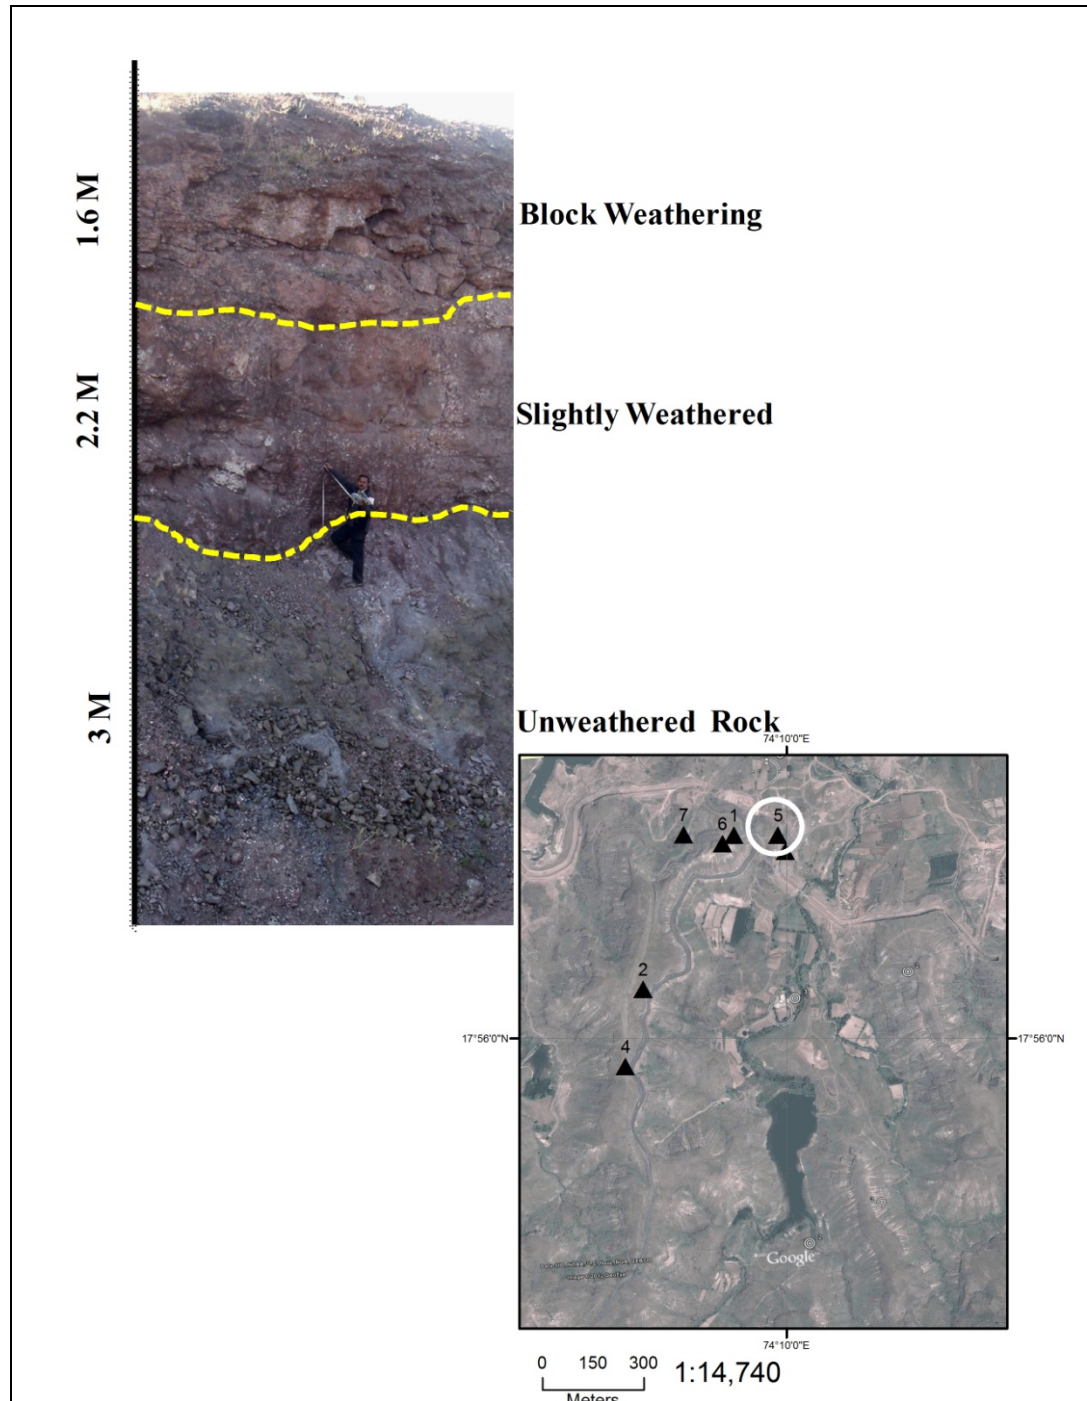 1.6 M
Block Weathering
2.2 M
Slightly Weathered
3 M
Unweathered Rock
74°10'0"E
7
6
1
5
2
17°56'0"N
17°56'0"N
4
Google
74°10'0"E
0 150 300
1:14,740
Meters